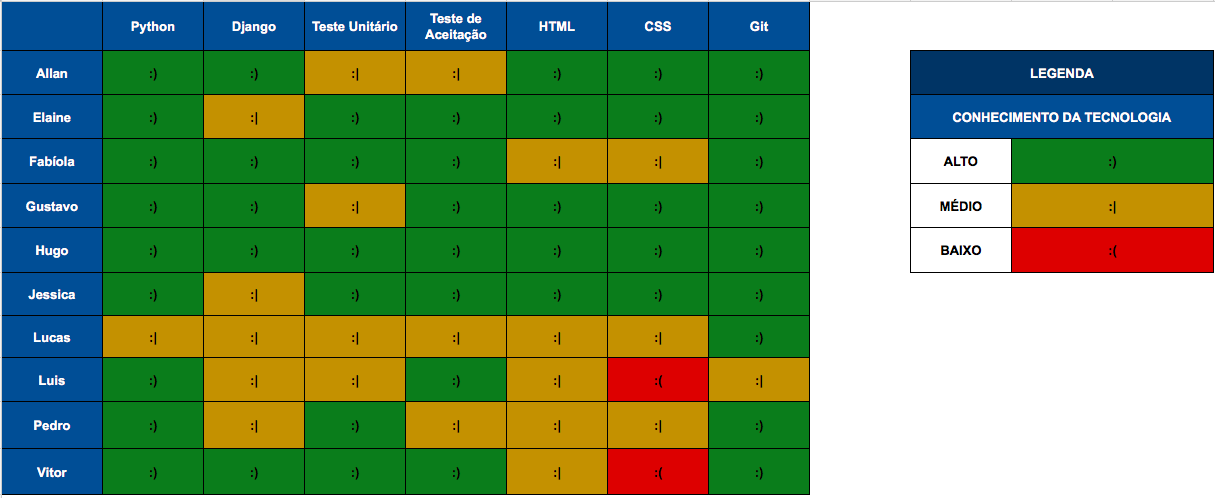 Python Django Teste Unitário Teste de Aceitação HTML CSS Git
Allan :) :) :| :| :) :) :)
Elaine :) :| :) :) :) :) :)
Fabíola :) :) :) :) :| :| :)
Gustavo :) :) :| :) :) :) :)
Hugo :) :) :) :) :) :) :)
Jessica :) :| :) :) :) :) :)
Lucas :| :| :| :| :| :| :)
Luis :) :| :| :) :| :( :|
Pedro :) :| :) :| :| :| :)
Vitor :) :) :) :) :| :( :)
LEGENDA
CONHECIMENTO DA TECNOLOGIA
ALTO :)
MÉDIO :|
BAIXO :(